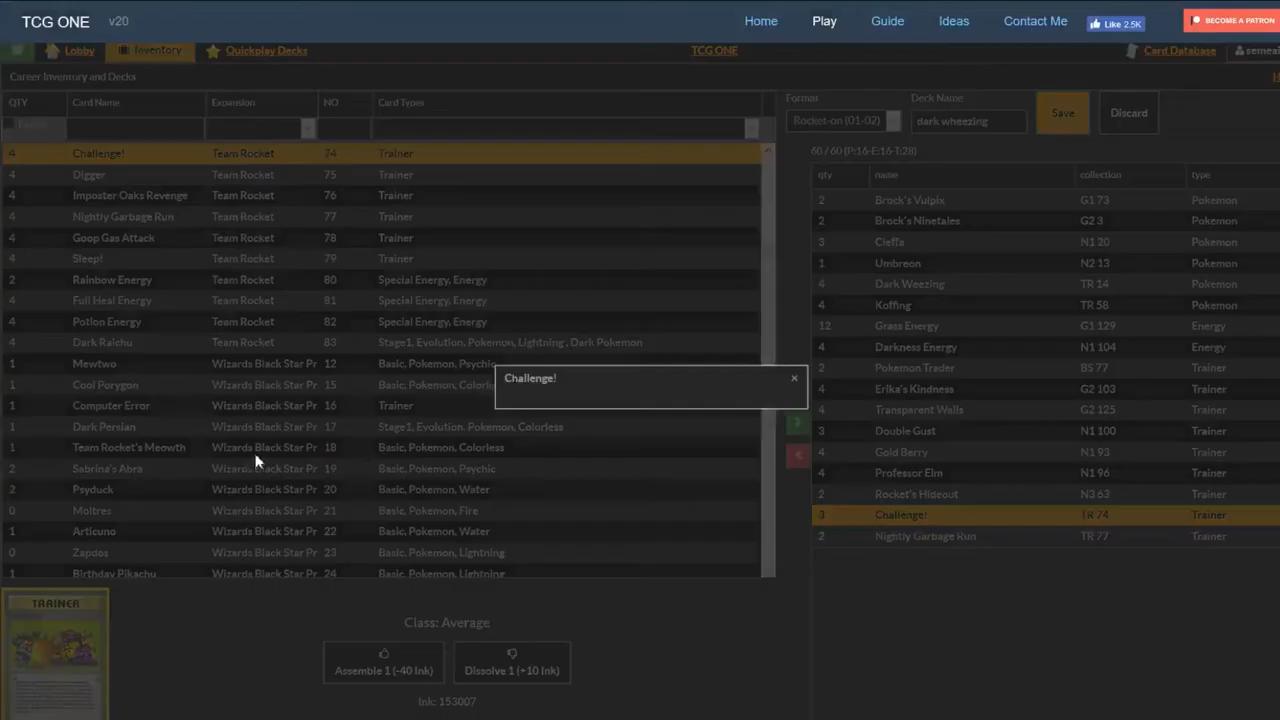 TCG ONE v20 Home Play Guide Ideas Contact Me Like 2.5K BECOME A PATRON
Lobby Inventory Quickplay Decks TCG ONE Card Database
Career Inventory and Decks
QTY Card Name Expansion NO Card Types
4 Challenge! Team Rocket 74 Trainer
4 Digger Team Rocket 75 Trainer
4 Imposter Oaks Revenge Team Rocket 76 Trainer
4 Nightly Garbage Run Team Rocket 77 Trainer
4 Goop Gas Attack Team Rocket 78 Trainer
4 Sleep! Team Rocket 79 Trainer
2 Rainbow Energy Team Rocket 80 Special Energy, Energy
4 Full Heal Energy Team Rocket 81 Special Energy, Energy
4 Potion Energy Team Rocket 82 Special Energy, Energy
4 Dark Raichu Team Rocket 83 Stage1, Evolution, Pokemon, Lightning, Dark Pokemon
1 Mewtwo Wizards Black Star Pr 12 Basic, Pokemon, Psychic
1 Cool Porygon Wizards Black Star Pr 15 Basic, Pokemon,
1 Computer Error Wizards Black Star Pr 16 Trainer
1 Dark Persian Wizards Black Star Pr 17 Stage1, Evolution, Pokemon, Colorless
1 Team Rocket's Meowth Wizards Black Star Pr 18 Basic, Pokemon, Colorless
2 Sabrina's Abra Wizards Black Star Pr 19 Basic, Pokemon, Psychic
2 Psyduck Wizards Black Star Pr 20 Basic, Pokemon, Water
0 Moltres Wizards Black Star Pr 21 Basic, Pokemon, Fire
1 Articuno Wizards Black Star Pr 22 Basic, Pokemon, Water
0 Zapdos Wizards Black Star Pr 23 Basic, Pokemon, Lightning
1 Birthday Pikachu Wizards Black Star Pr 24 Basic, Pokemon, Lightning
Challenge! ×
TRAINER
Class: Average
Assemble 1 (-40 Ink) Dissolve 1 (+10 Ink)
Ink: 153007
Format Deck Name
Rocket-on (01-02) dark wheezing Save Discard
60 / 60 (P:16-E:16-T:28)
qty name collection type
2 Brock's Vulpix G1 73 Pokemon
2 Brock's Ninetales G2 3 Pokemon
3 Cleffa N1 20 Pokemon
1 Umbreon N2 13 Pokemon
4 Dark Weezing TR 14 Pokemon
4 Koffing TR 58 Pokemon
12 Grass Energy G1 129 Energy
4 Darkness Energy N1 104 Energy
2 Pokemon Trader BS 77 Trainer
4 Erika's Kindness G2 103 Trainer
4 Transparent Walls G2 125 Trainer
3 Double Gust N1 100 Trainer
4 Gold Berry N1 93 Trainer
4 Professor Elm N1 96 Trainer
2 Rocket's Hideout N3 63 Trainer
3 Challenge! TR 74 Trainer
2 Nightly Garbage Run TR 77 Trainer